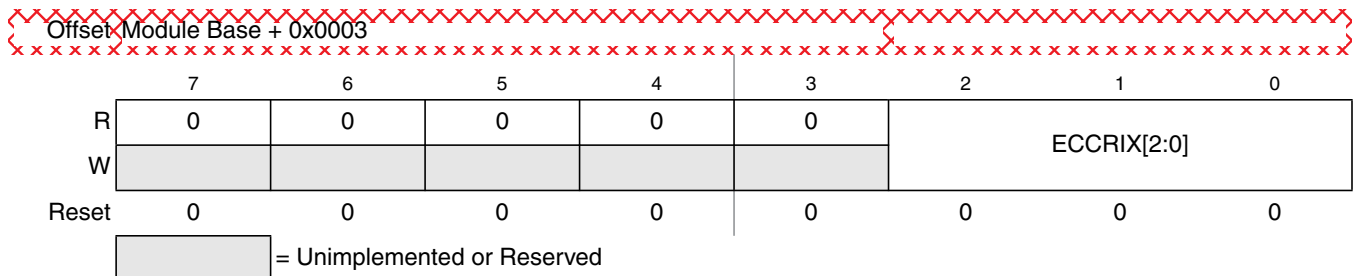 Offset Module Base + 0x0003
7 6 5 4 3 2 1 0
R 0 0 0 0 0 ECCRIX[2:0]
W
Reset 0 0 0 0 0 0 0 0
= Unimplemented or Reserved